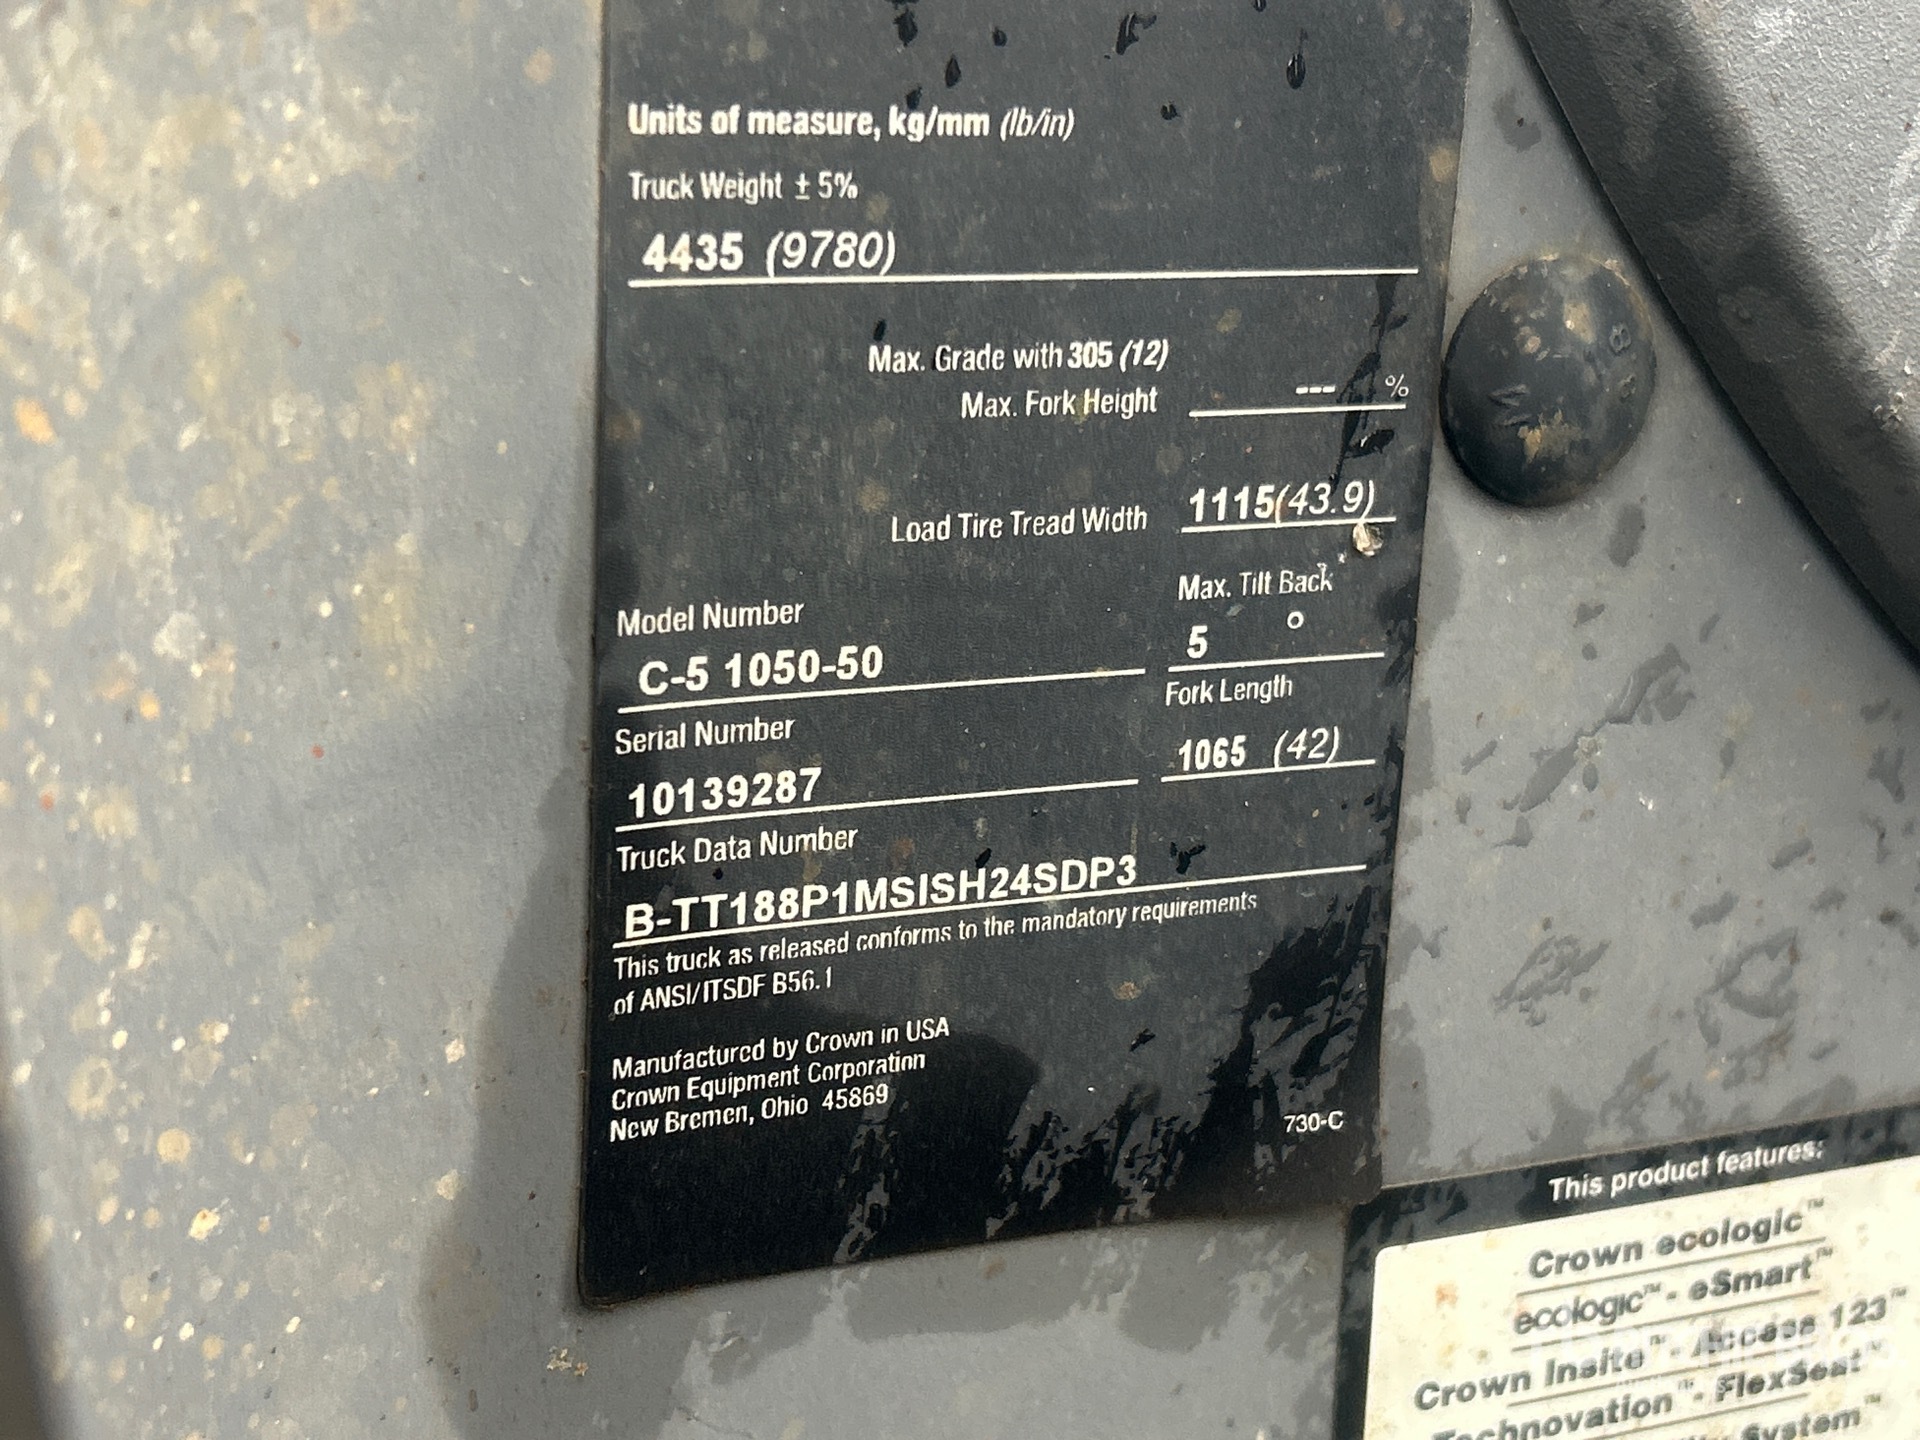 Units of measure, kg/mm (lb/in)
Truck Weight ± 5%
4435 (9780)
Max. Grade with 305 (12)
Max. Fork Height --- %
Load Tire Tread Width 1115(43.9)
Model Number
C-5 1050-50
Max. Tilt Back
5 °
Serial Number
10139287
Fork Length
1065 (42)
Truck Data Number
B-TT188P1MSISH24SDP3
This truck as released conforms to the mandatory requirements
of ANSI/ITSDF B56.1
Manufactured by Crown in USA
Crown Equipment Corporation
New Bremen, Ohio 45869
730-C
This product features:
Crown ecologic™
ecologic™ - eSmart™
Crown Insite™ - Access 123™
Technovation™ - FlexSeat™
System™